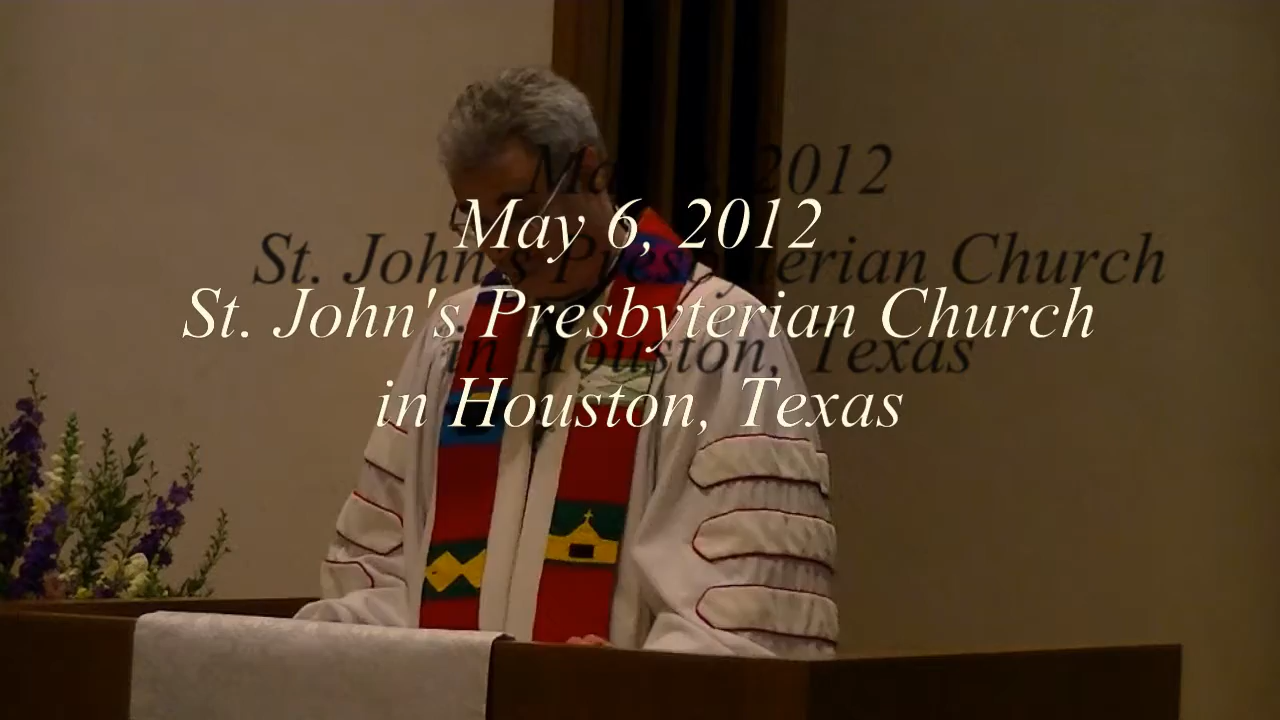 May 6, 2012
St. John's Presbyterian Church
in Houston, Texas